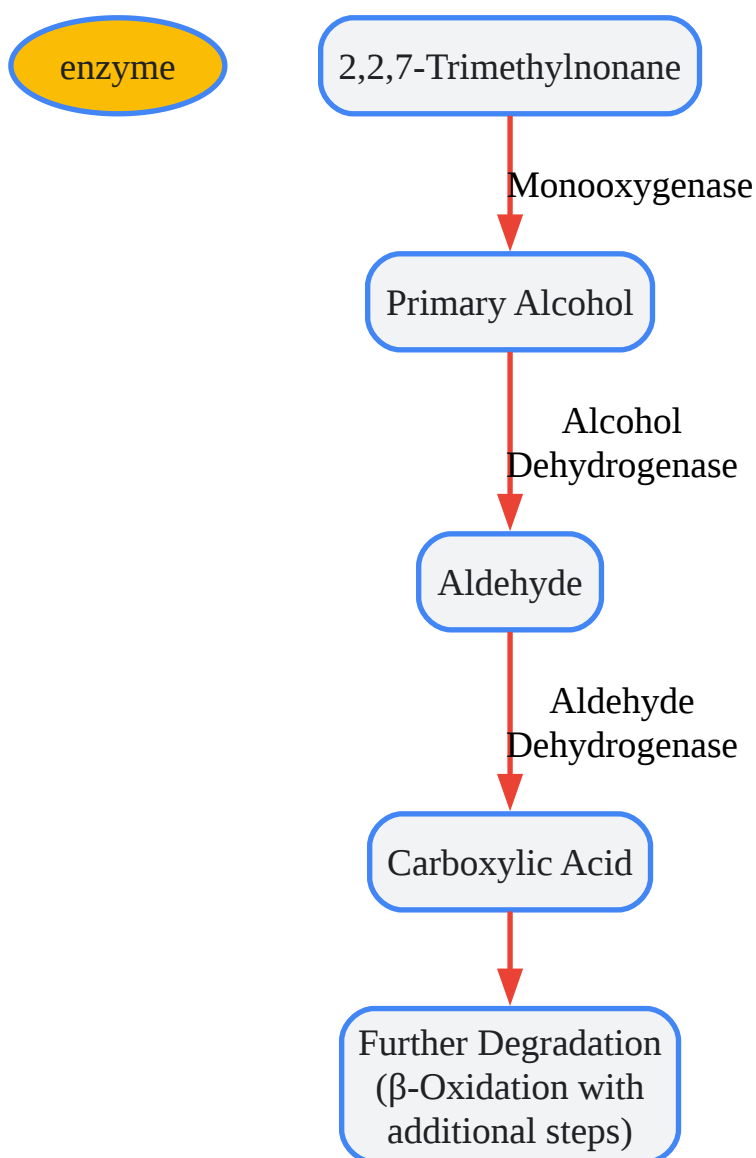 enzyme
2,2,7-Trimethylnonane
Monooxygenase
Primary Alcohol
Alcohol
Dehydrogenase
Aldehyde
Aldehyde
Dehydrogenase
Carboxylic Acid
Further Degradation
(β-Oxidation with
additional steps)